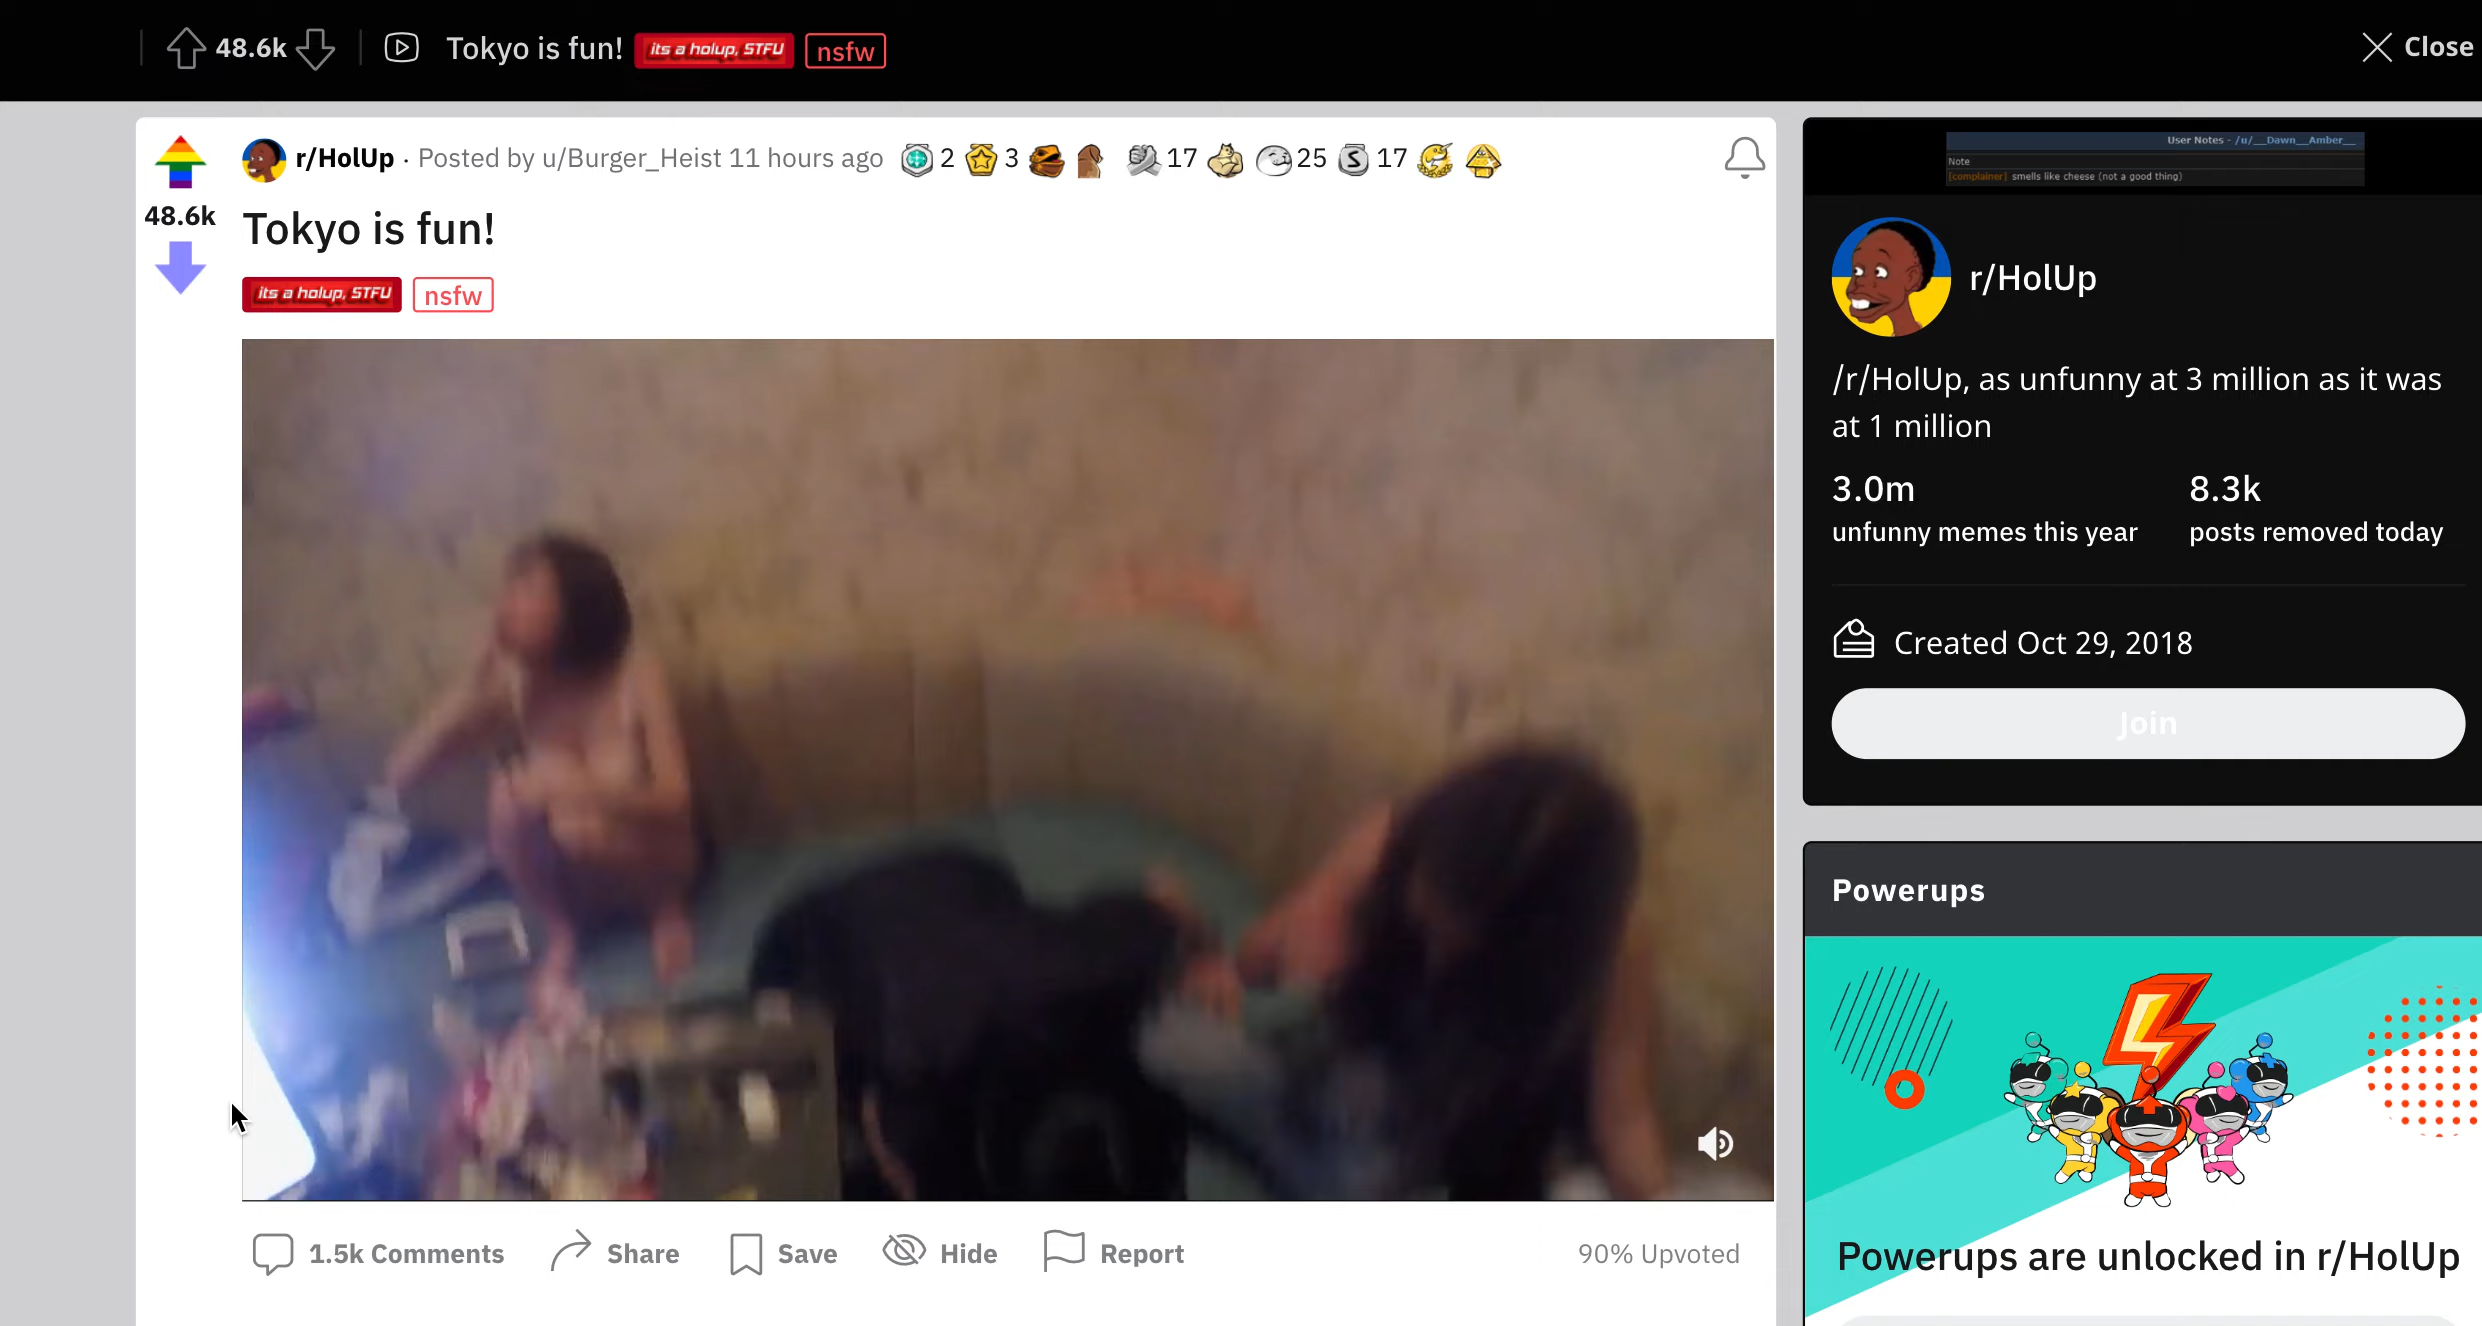 48.6k
Tokyo is fun!
its a holup, STFU
nsfw
Close
r/HolUp · Posted by u/Burger_Heist 11 hours ago
2
3
17
25
17
48.6k
Tokyo is fun!
its a holup, STFU
nsfw
1.5k Comments
Share
Save
Hide
Report
90% Upvoted
User Notes - /u/__Dawn__Amber__
Note
[complainer] smells like cheese (not a good thing)
r/HolUp
/r/HolUp, as unfunny at 3 million as it was
at 1 million
3.0m
unfunny memes this year
8.3k
posts removed today
Created Oct 29, 2018
Join
Powerups
Powerups are unlocked in r/HolUp